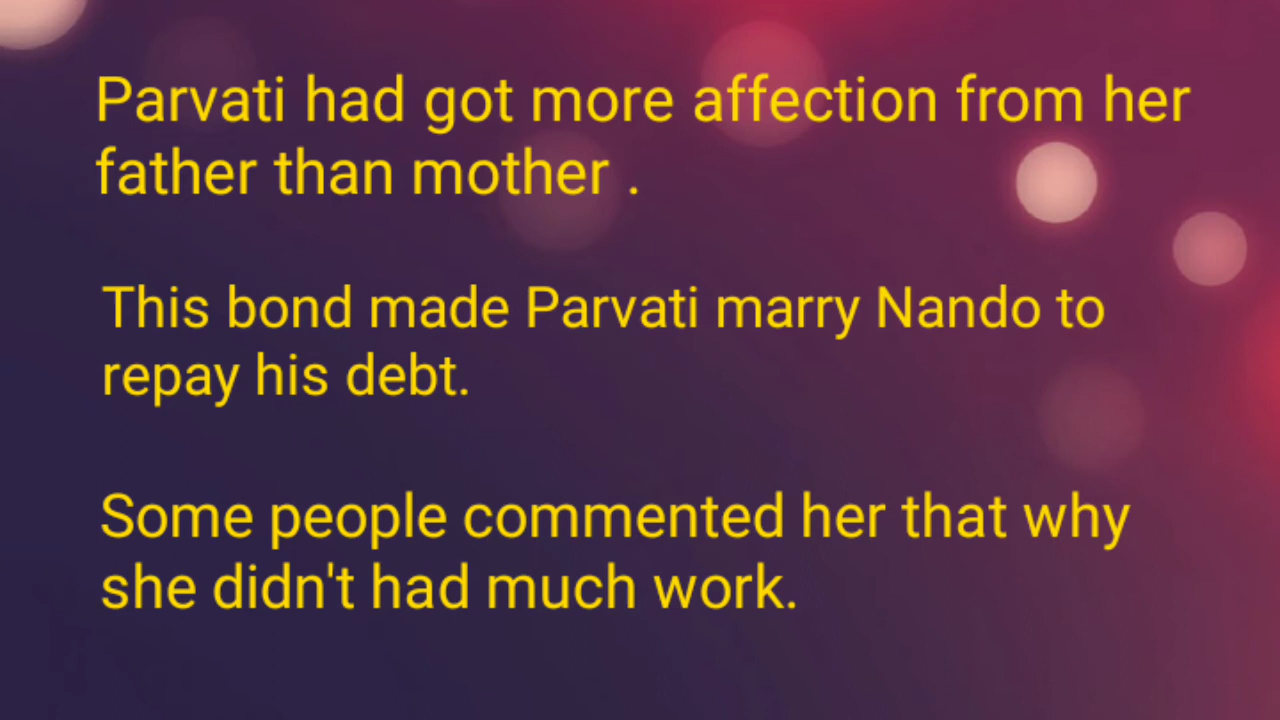 Parvati had got more affection from her
father than mother .
This bond made Parvati marry Nando to
repay his debt.
Some people commented her that why
she didn't had much work.